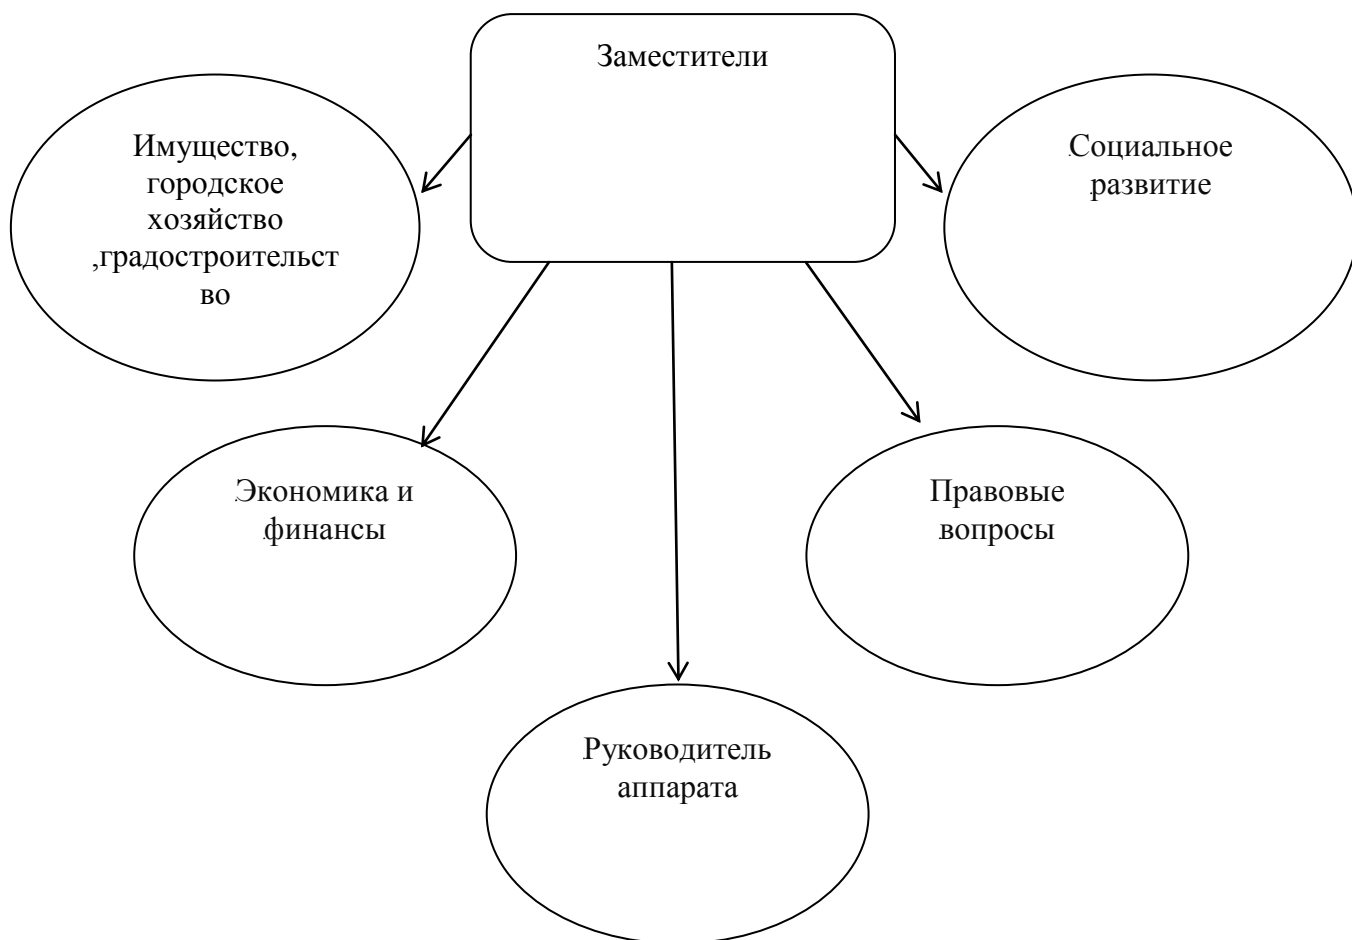 Заместители
Имущество,
городское
хозяйство
,градостроительст
во
Социальное
развитие
Экономика и
финансы
Правовые
вопросы
Руководитель
аппарата